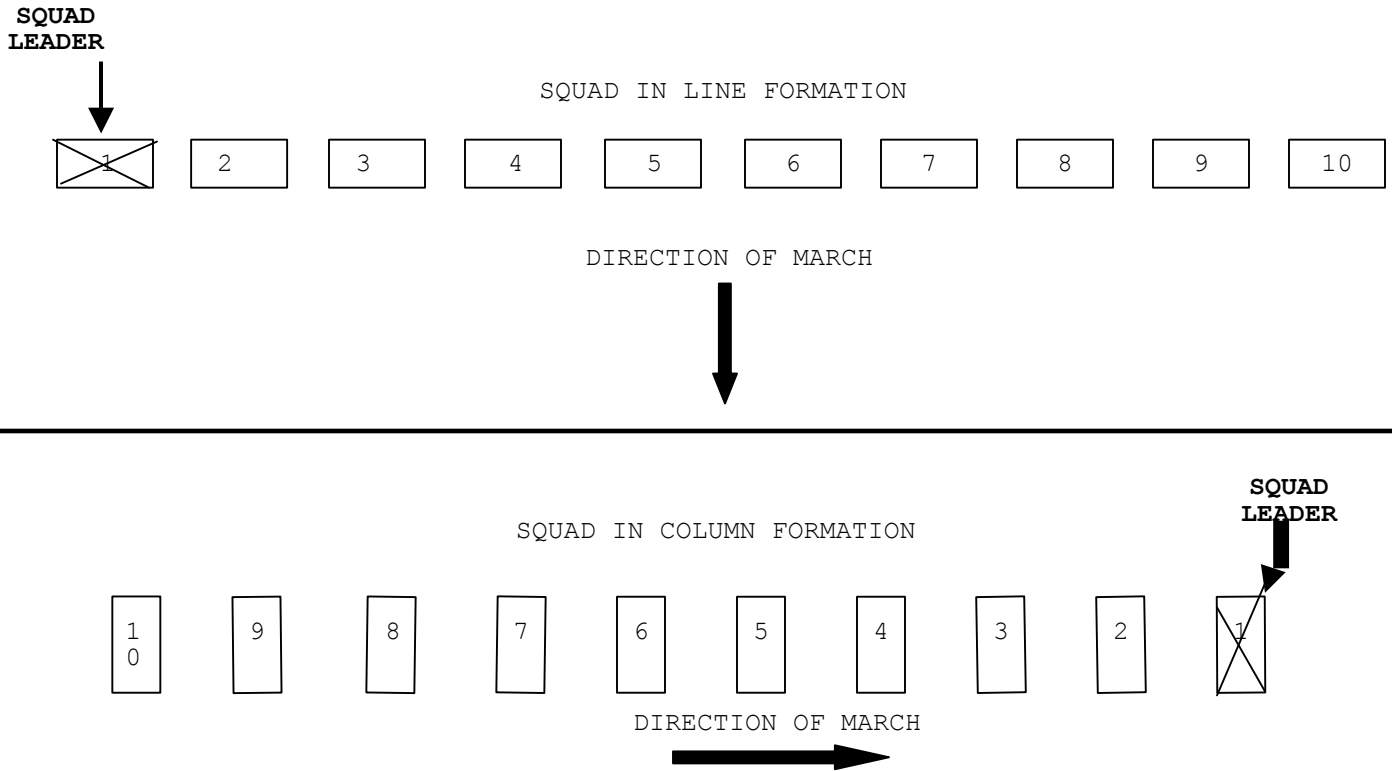 SQUAD
LEADER
SQUAD IN LINE FORMATION
1 2 3 4 5 6 7 8 9 10
DIRECTION OF MARCH
SQUAD
LEADER
SQUAD IN COLUMN FORMATION
10 9 8 7 6 5 4 3 2 1
DIRECTION OF MARCH